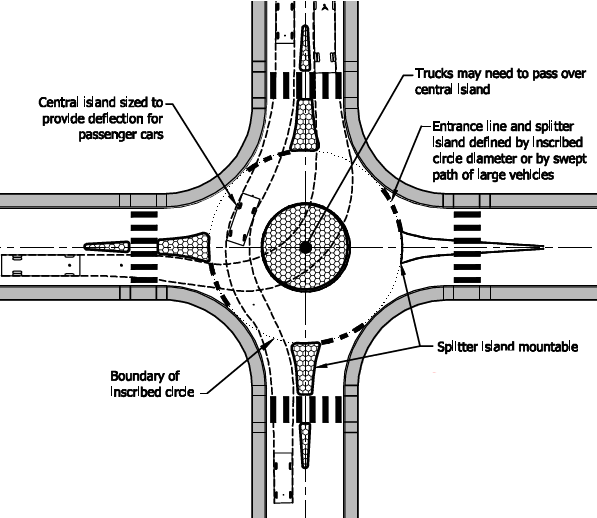 Trucks may need to pass over
central island
Central island sized to
provide deflection for
passenger cars
Entrance line and splitter
island defined by inscribed
circle diameter or by swept
path of large vehicles
Splitter island mountable
Boundary of
inscribed circle